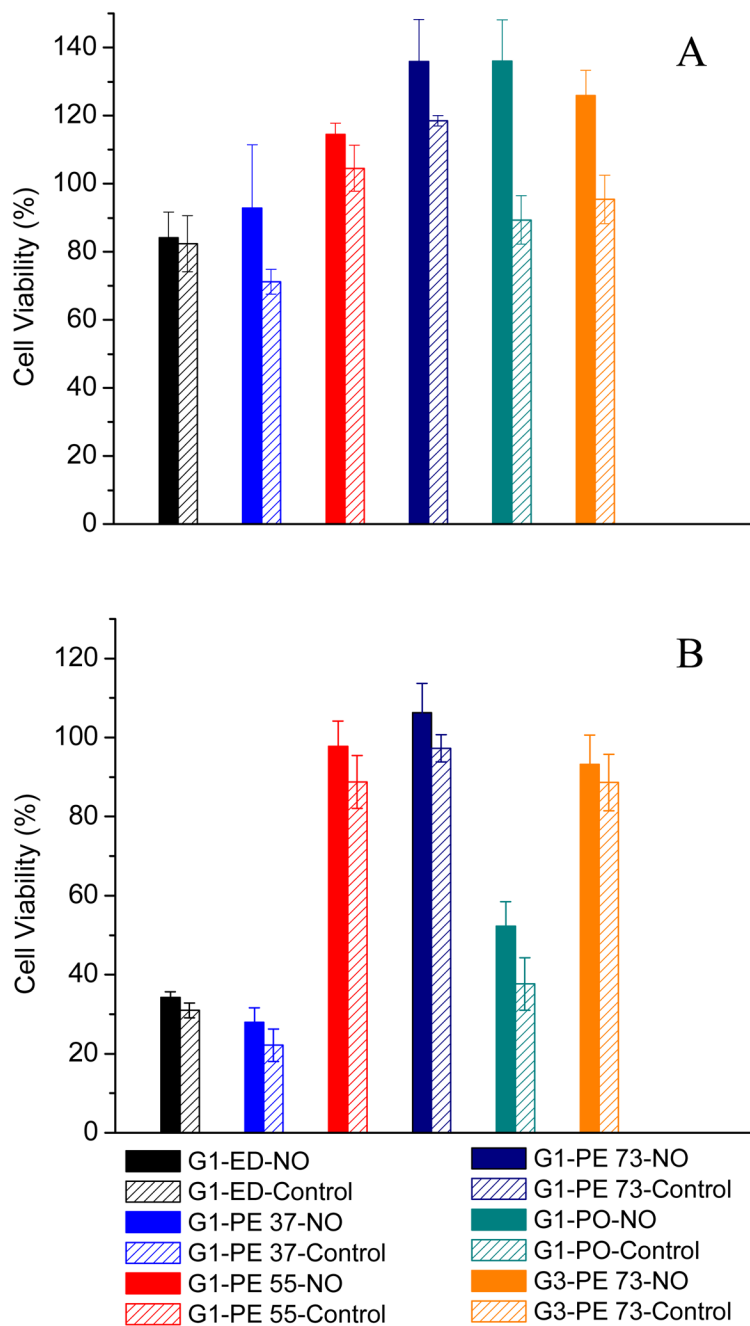 A
140
120
100
80
60
40
20
0
Cell Viability (%)
B
120
100
80
60
40
20
0
Cell Viability (%)
G1-ED-NO
G1-ED-Control
G1-PE 37-NO
G1-PE 37-Control
G1-PE 55-NO
G1-PE 55-Control
G1-PE 73-NO
G1-PE 73-Control
G1-PO-NO
G1-PO-Control
G3-PE 73-NO
G3-PE 73-Control